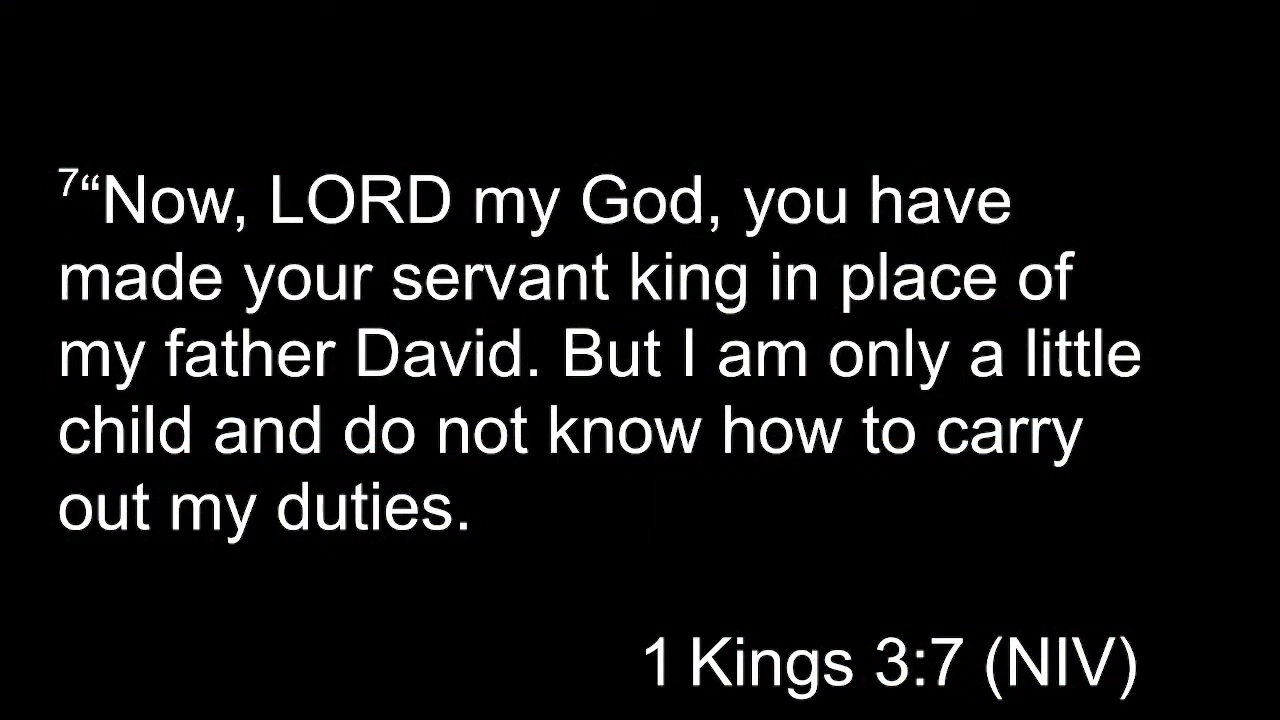 ⁷“Now, LORD my God, you have
made your servant king in place of
my father David. But I am only a little
child and do not know how to carry
out my duties.
1 Kings 3:7 (NIV)